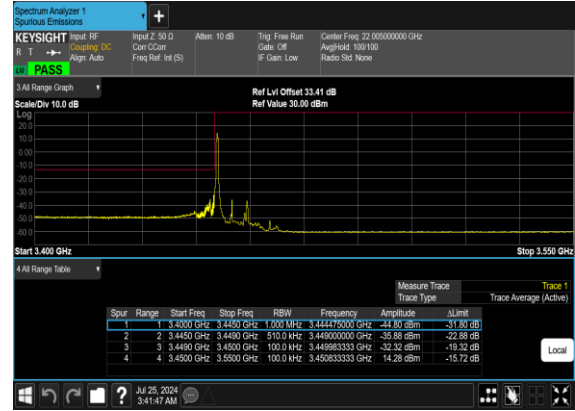 Spectrum Analyzer 1
Spurious Emissions
KEYSIGHT
R T
LXI PASS
Input: RF
Coupling: DC
Align: Auto
Input Z: 50 Ω
Corr CCorr
Freq Ref: Int (S)
Atten: 10 dB
Trig: Free Run
Gate: Off
IF Gain: Low
Center Freq: 22.005000000 GHz
Avg|Hold: 100/100
Radio Std: None
3 All Range Graph
Scale/Div 10.0 dB
Ref Lvl Offset 33.41 dB
Ref Value 30.00 dBm
Log
20.0
10.0
0.00
-10.0
-20.0
-30.0
-40.0
-50.0
-60.0
Start 3.400 GHz
Stop 3.550 GHz
4 All Range Table
Measure Trace Trace 1
Trace Type Trace Average (Active)
Spur Range Start Freq Stop Freq RBW Frequency Amplitude ΔLimit
1 1 3.4000 GHz 3.4450 GHz 1.000 MHz 3.444475000 GHz -44.80 dBm -31.80 dB
2 2 3.4450 GHz 3.4490 GHz 510.0 kHz 3.449000000 GHz -35.88 dBm -22.88 dB
3 3 3.4490 GHz 3.4500 GHz 100.0 kHz 3.449983333 GHz -32.32 dBm -19.32 dB
4 4 3.4500 GHz 3.5500 GHz 100.0 kHz 3.450833333 GHz 14.28 dBm -15.72 dB
Local
Jul 25, 2024
3:41:47 AM